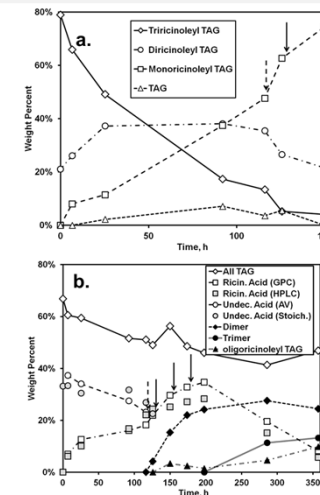 80%
60%
40%
20%
0%
Weight Percent
a.
Triricinoleyl TAG
Diricinoleyl TAG
Monoricinoleyl TAG
TAG
0
50
100
Time, h
80%
60%
40%
20%
0%
Weight Percent
b.
All TAG
Ricin. Acid (GPC)
Ricin. Acid (HPLC)
Undec. Acid (AV)
Undec. Acid (Stoich.)
Dimer
Trimer
oligoricinoleyl TAG
0
50
100
150
200
250
300
350
Time, h